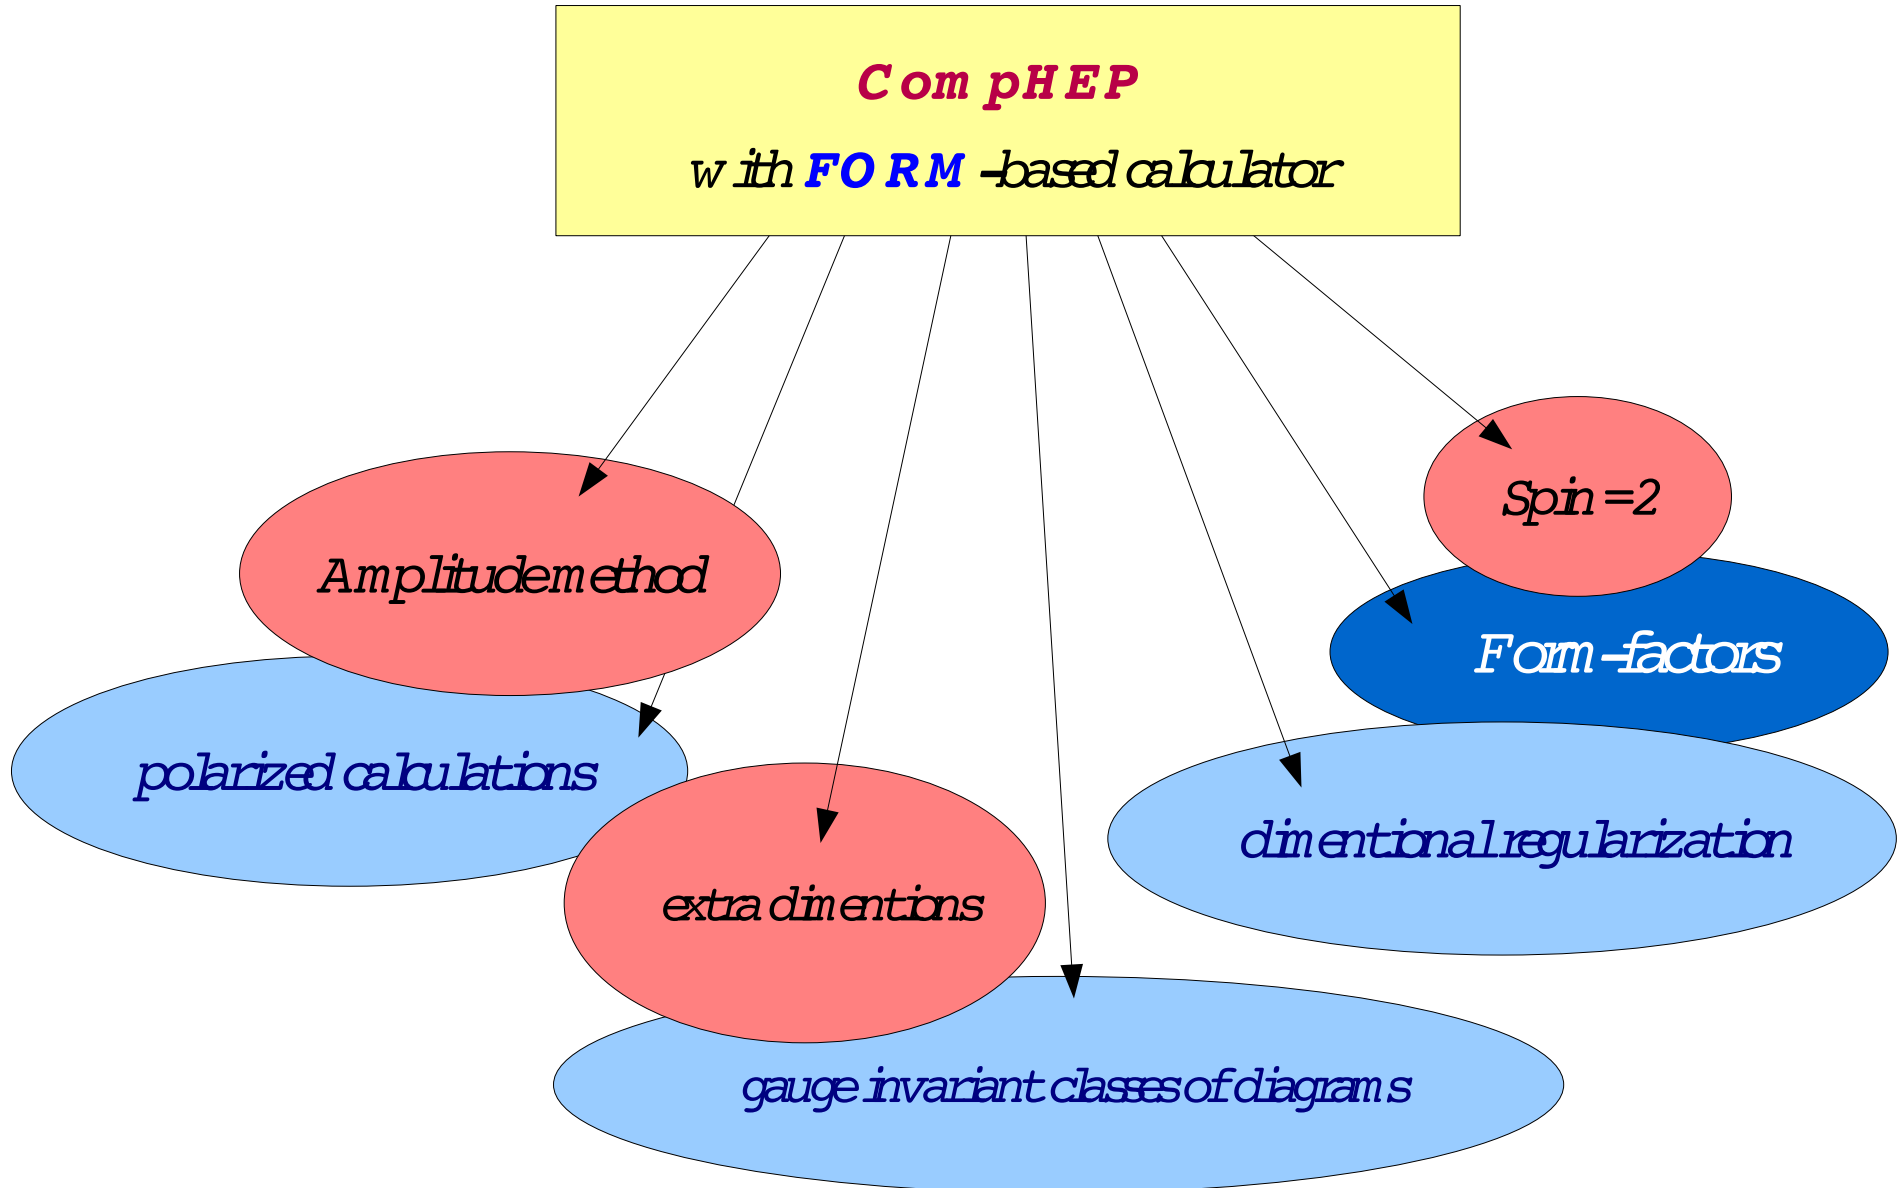 CompHEP
with FORM-based calculator
Spin=2
Amplitude method
Form-factors
polarized calculations
dimentional regularization
extra dimentions
gauge invariant classes of diagrams